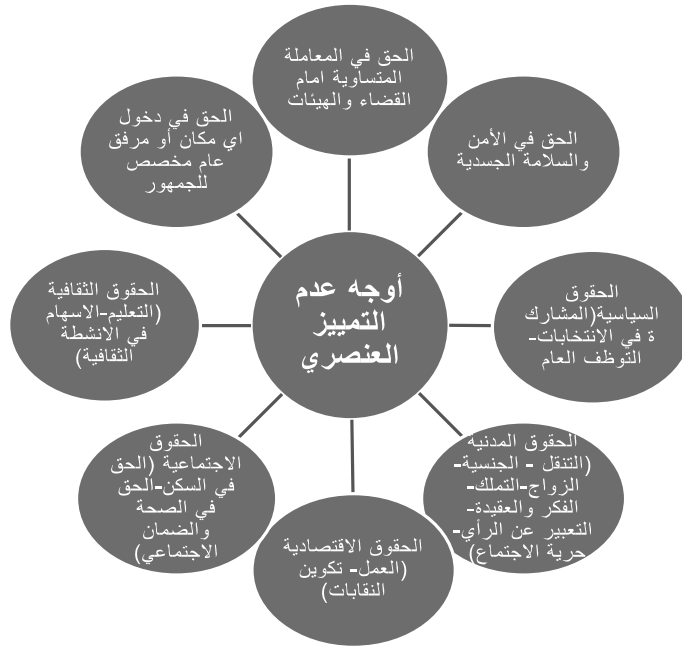 الحق في المعاملة
المتساوية امام
القضاء والهيئات
الحق في الأمن
والسلامة الجسدية
الحقوق
السياسية(المشارك
ة في الانتخابات-
التوظف العام
الحقوق المدنيه
(التنقل - الجنسية-
الزواج-التملك-
الفكر والعقيدة-
التعبير عن الرأي-
حرية الاجتماع)
الحقوق الاقتصادية
(العمل- تكوين
النقابات)
الحقوق
الاجتماعية (الحق
في السكن-الحق
في الصحة
والضمان
الاجتماعي)
الحقوق الثقافية
(التعليم-الاسهام
في الانشطة
الثقافية)
الحق في دخول
اي مكان أو مرفق
عام مخصص
للجمهور
أوجه عدم
التمييز
العنصري